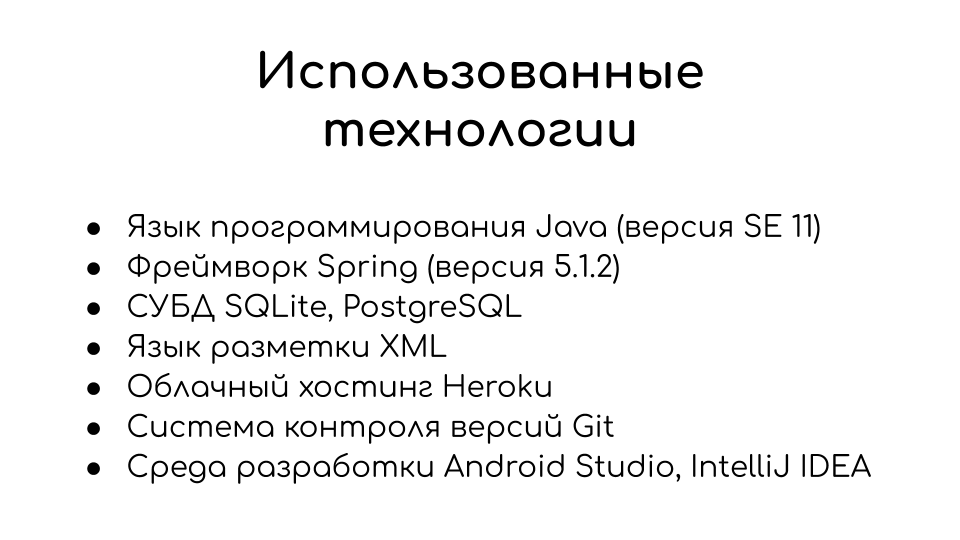 Использованные
технологии
● Язык программирования Java (версия SE 11)
● Фреймворк Spring (версия 5.1.2)
● СУБД SQLite, PostgreSQL
● Язык разметки XML
● Облачный хостинг Heroku
● Система контроля версий Git
● Среда разработки Android Studio, IntelliJ IDEA